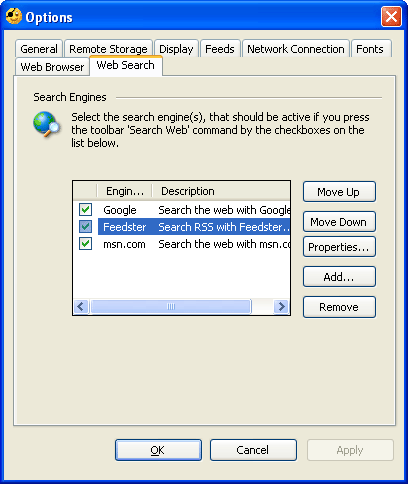 Options
General Remote Storage Display Feeds Network Connection Fonts
Web Browser Web Search
Search Engines
Select the search engine(s), that should be active if you press
the toolbar 'Search Web' command by the checkboxes on the
list below.
Engin... Description
Google Search the web with Google
Feedster Search RSS with Feedster...
msn.com Search the web with msn.co
Move Up
Move Down
Properties...
Add...
Remove
OK Cancel Apply